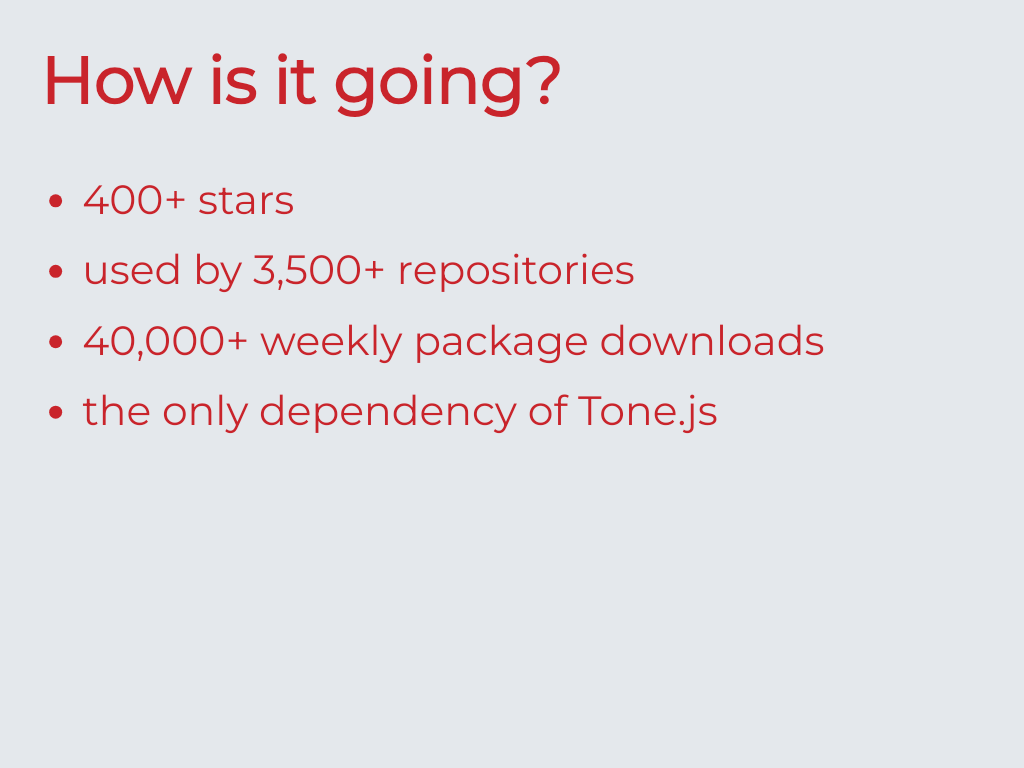 How is it going?
• 400+ stars
• used by 3,500+ repositories
• 40,000+ weekly package downloads
• the only dependency of Tone.js